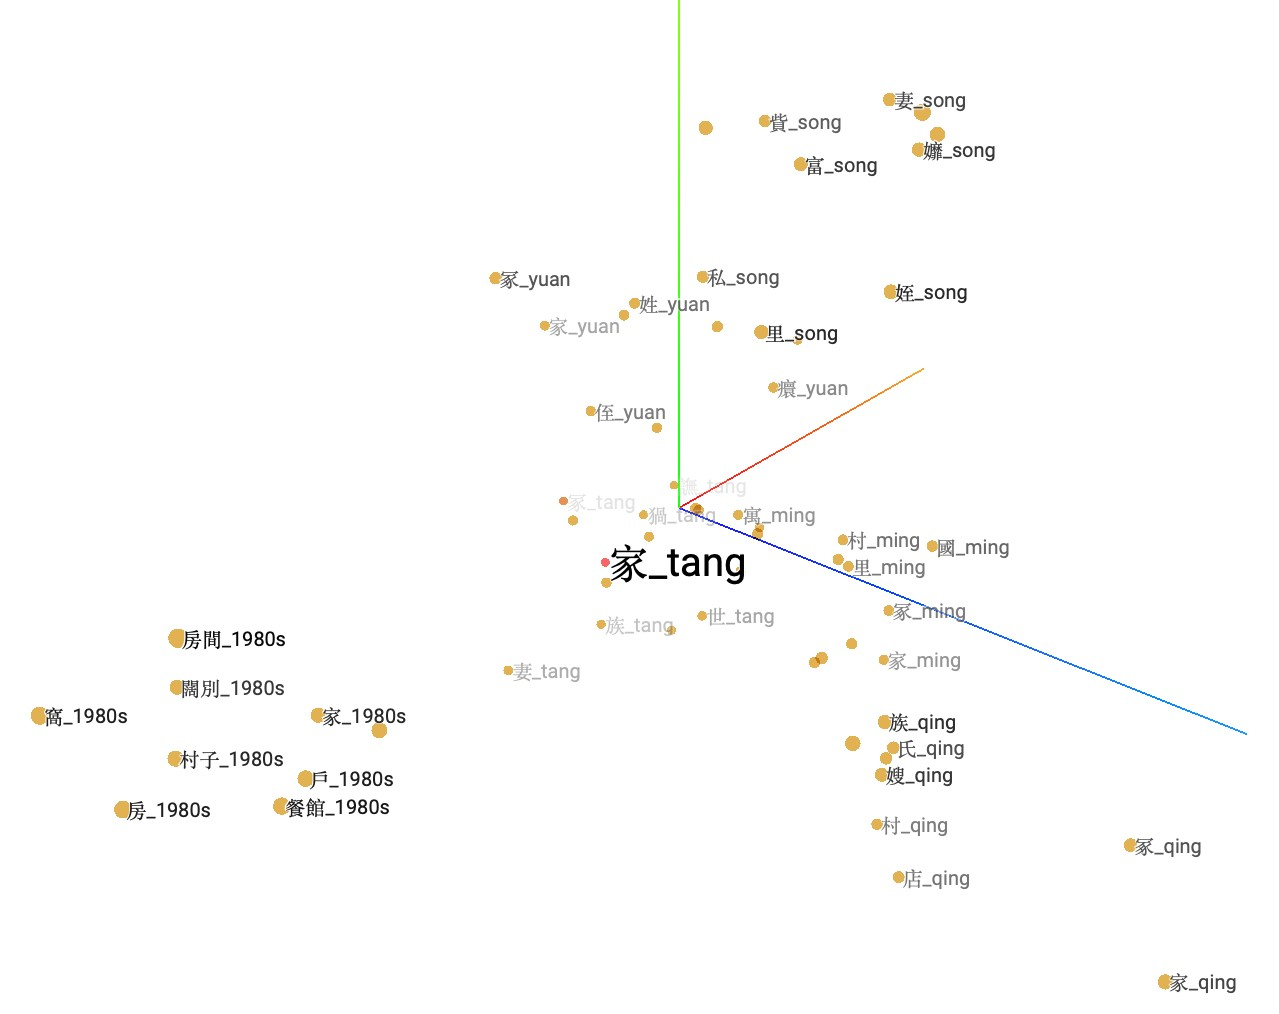 妻_song
貲_song
嬭_song
富_song
冢_yuan
私_song
姪_song
姓_yuan
家_yuan
里_song
癏_yuan
侄_yuan
冢_tang
寓_ming
村_ming
國_ming
家_tang
里_ming
冢_ming
世_tang
族_tang
房間_1980s
家_ming
妻_tang
闊別_1980s
窩_1980s
家_1980s
族_qing
氏_qing
村子_1980s
嫂_qing
戶_1980s
餐館_1980s
房_1980s
村_qing
冢_qing
店_qing
家_qing